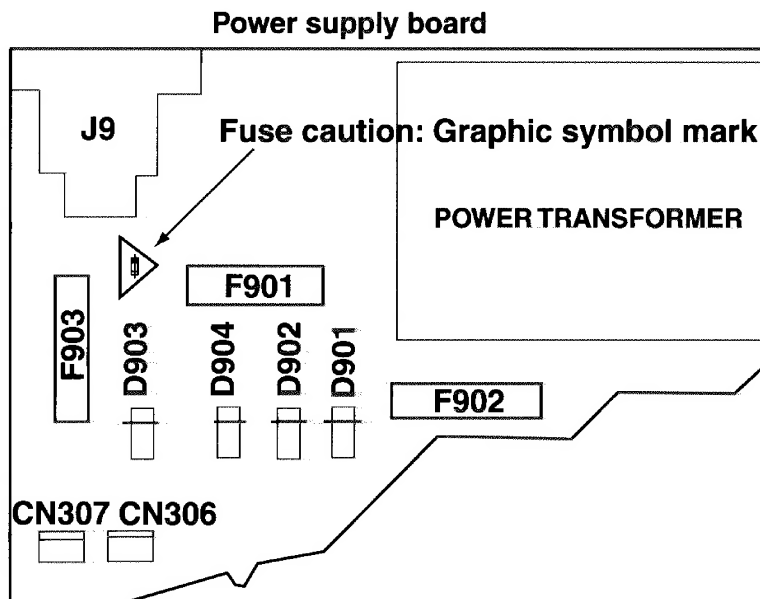 Power supply board
J9
Fuse caution: Graphic symbol mark
POWER TRANSFORMER
F901
F903
D903
D904
D902
D901
F902
CN307 CN306